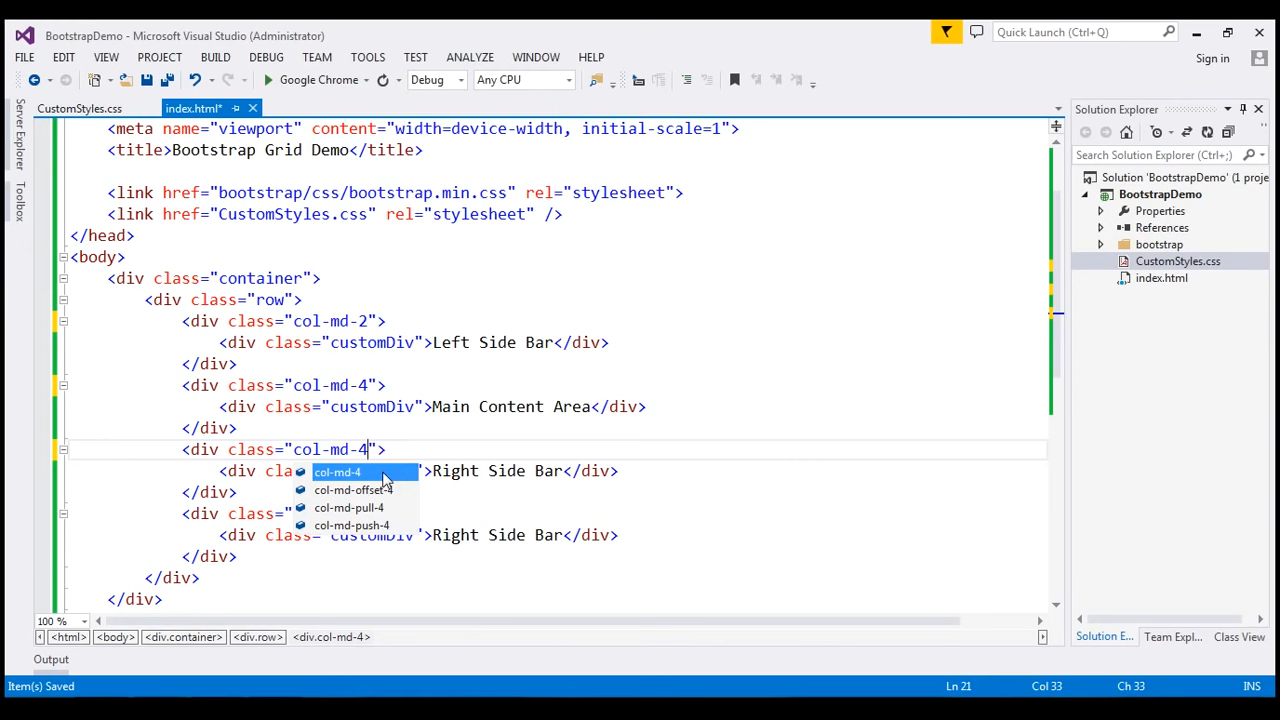 BootstrapDemo - Microsoft Visual Studio (Administrator)
Quick Launch (Ctrl+Q)
FILE EDIT VIEW PROJECT BUILD DEBUG TEAM TOOLS TEST ANALYZE WINDOW HELP
Sign in
Google Chrome Debug Any CPU
Server Explorer
Toolbox
CustomStyles.css index.html*
<meta name="viewport" content="width=device-width, initial-scale=1">
<title>Bootstrap Grid Demo</title>
<link href="bootstrap/css/bootstrap.min.css" rel="stylesheet">
<link href="CustomStyles.css" rel="stylesheet" />
</head>
<body>
<div class="container">
<div class="row">
<div class="col-md-2">
<div class="customDiv">Left Side Bar</div>
</div>
<div class="col-md-4">
<div class="customDiv">Main Content Area</div>
</div>
<div class="col-md-4">
<div cla ">Right Side Bar</div>
</div>
<div class="
<div class="customDiv">Right Side Bar</div>
</div>
</div>
</div>
col-md-4
col-md-offset-4
col-md-pull-4
col-md-push-4
100 %
<html> <body> <div.container> <div.row> <div.col-md-4>
Output
Solution Explorer
Search Solution Explorer (Ctrl+;)
Solution 'BootstrapDemo' (1 proje
BootstrapDemo
Properties
References
bootstrap
CustomStyles.css
index.html
Solution E... Team Expl... Class View
Item(s) Saved Ln 21 Col 33 Ch 33 INS